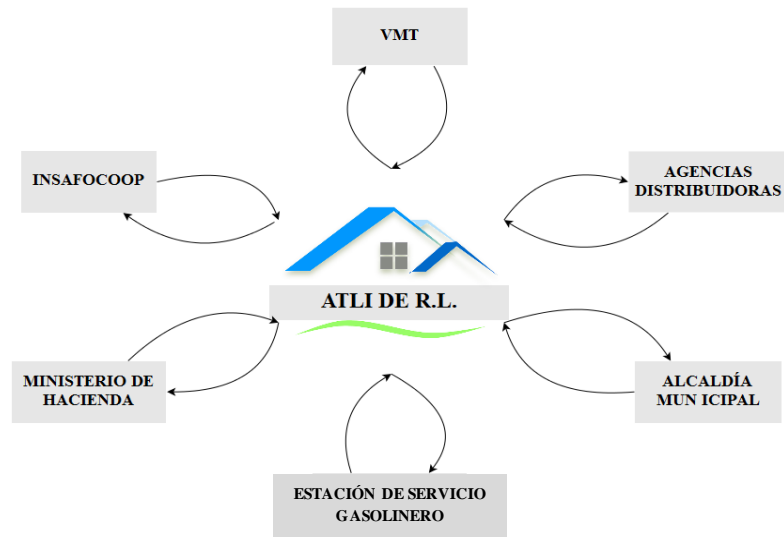 VMT
INSAFOCOOP
AGENCIAS
DISTRIBUIDORAS
ATLI DE R.L.
MINISTERIO DE
HACIENDA
ALCALDÍA
MUN ICIPAL
ESTACIÓN DE SERVICIO
GASOLINERO